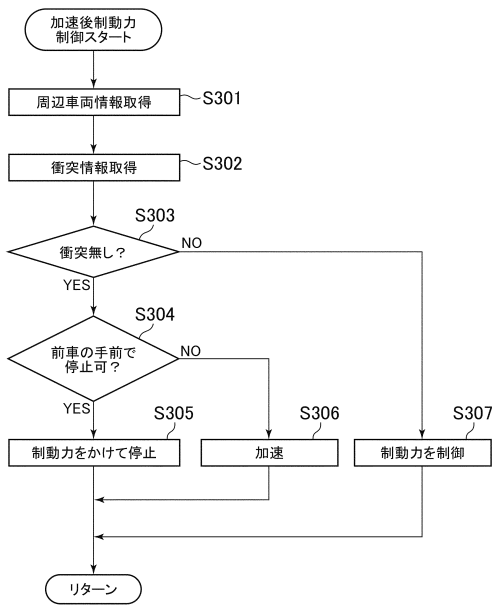 加速後制動力
制御スタート
周辺車両情報取得
S301
衝突情報取得
S302
S303
衝突無し?
NO
YES
S304
前車の手前で
停止可?
NO
YES
S305
S306
S307
制動力をかけて停止
加速
制動力を制御
リターン